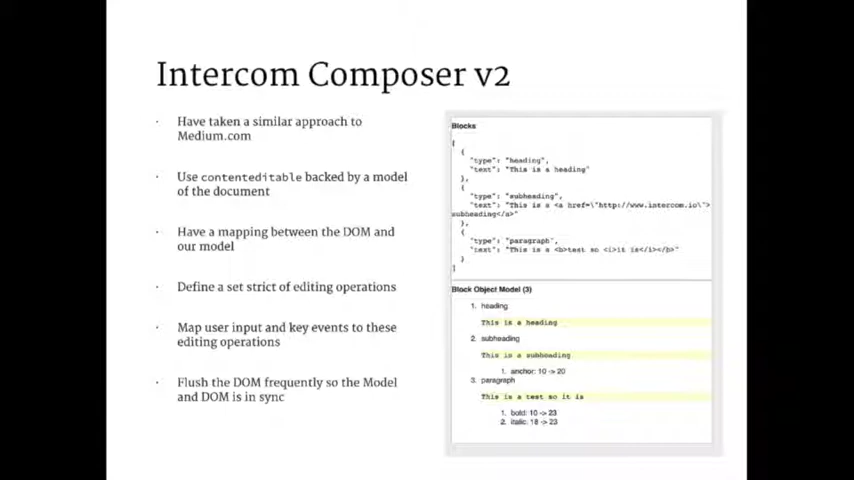 Intercom Composer v2
· Have taken a similar approach to
Medium.com
· Use contenteditable backed by a model
of the document
· Have a mapping between the DOM and
our model
· Define a set strict of editing operations
· Map user input and key events to these
editing operations
· Flush the DOM frequently so the Model
and DOM is in sync
Blocks
[
{
"type": "heading",
"text": "This is a heading"
},
{
"type": "subheading",
"text": "This is a <a href=\"http://www.intercom.io\">
subheading</a>"
},
{
"type": "paragraph",
"text": "This is a <b>test so <i>it is</i></b>"
}
]
Block Object Model (3)
1. heading
This is a heading
2. subheading
This is a subheading
1. anchor: 10 -> 20
3. paragraph
This is a test so it is
1. bold: 10 -> 23
2. italic: 18 -> 23